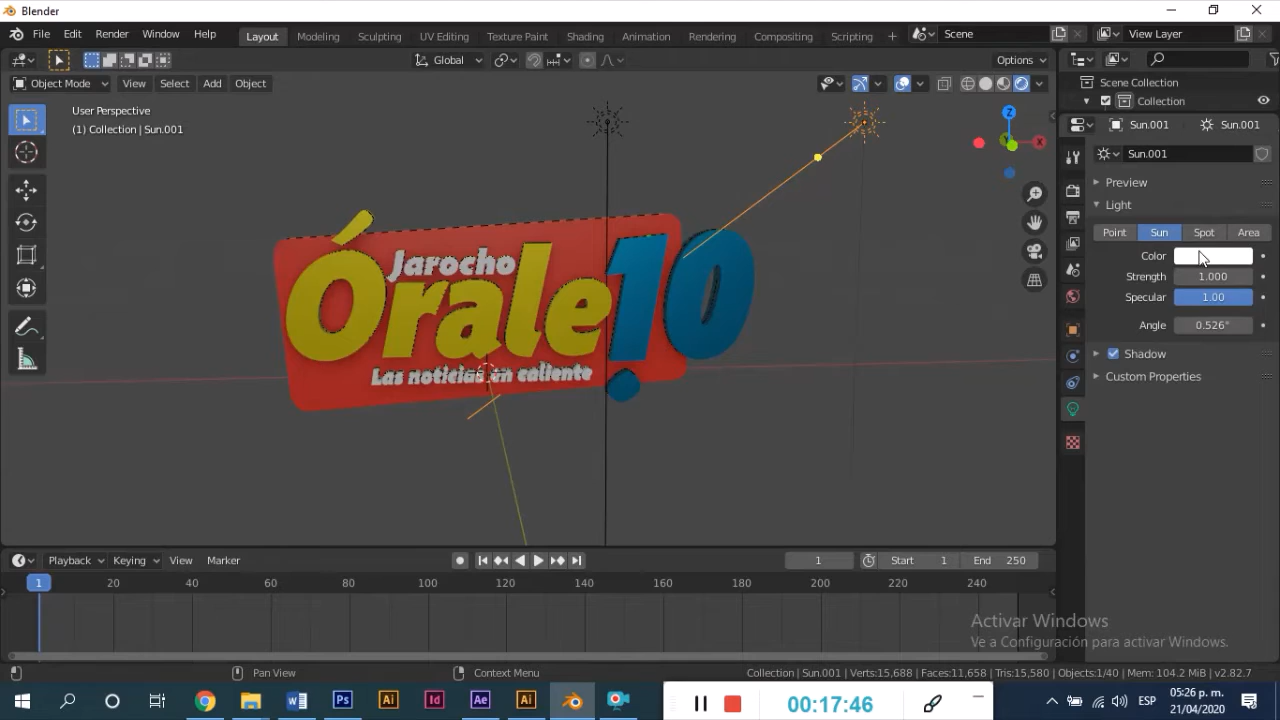 Blender
File Edit Render Window Help Layout Modeling Sculpting UV Editing Texture Paint Shading Animation Rendering Compositing Scripting + Scene View Layer
Global Options
Object Mode View Select Add Object
User Perspective
(1) Collection | Sun.001
Z
X
Scene Collection
Collection
Sun.001 Sun.001
Sun.001
Preview
Light
Point Sun Spot Area
Color
Strength 1.000
Specular 1.00
Angle 0.526°
Shadow
Custom Properties
Jarocho
Órale10
Las noticias en caliente
Playback Keying View Marker 1 Start 1 End 250
1 20 40 60 80 100 120 140 160 180 200 220 240
Activar Windows
Ve a Configuración para activar Windows.
Pan View Context Menu Collection | Sun.001 | Verts:15,688 | Faces:11,658 | Tris:15,580 | Objects:1/40 | Mem: 104.2 MiB | v2.82.7
Ps Ai Id Ae Ai 00:17:46 ESP 05:26 p. m.
21/04/2020